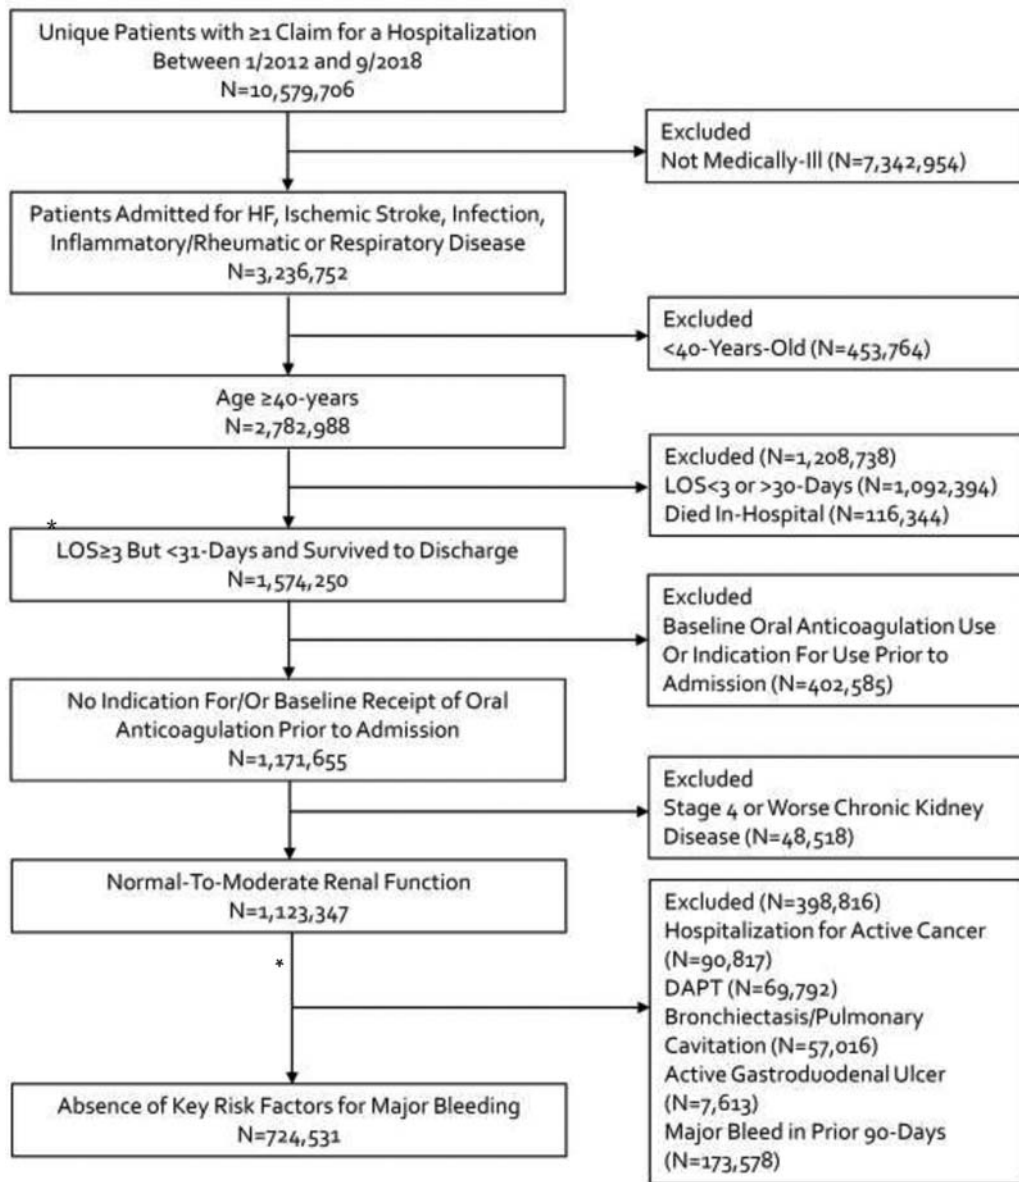 Unique Patients with ≥1 Claim for a Hospitalization
Between 1/2012 and 9/2018
N=10,579,706
Excluded
Not Medically-Ill (N=7,342,954)
Patients Admitted for HF, Ischemic Stroke, Infection,
Inflammatory/Rheumatic or Respiratory Disease
N=3,236,752
Excluded
<40-Years-Old (N=453,764)
Age ≥40-years
N=2,782,988
Excluded (N=1,208,738)
LOS<3 or >30-Days (N=1,092,394)
Died In-Hospital (N=116,344)
*
LOS≥3 But <31-Days and Survived to Discharge
N=1,574,250
Excluded
Baseline Oral Anticoagulation Use
Or Indication For Use Prior to
Admission (N=402,585)
No Indication For/Or Baseline Receipt of Oral
Anticoagulation Prior to Admission
N=1,171,655
Excluded
Stage 4 or Worse Chronic Kidney
Disease (N=48,518)
Normal-To-Moderate Renal Function
N=1,123,347
*
Excluded (N=398,816)
Hospitalization for Active Cancer
(N=90,817)
DAPT (N=69,792)
Bronchiectasis/Pulmonary
Cavitation (N=57,016)
Active Gastroduodenal Ulcer
(N=7,613)
Major Bleed in Prior 90-Days
(N=173,578)
Absence of Key Risk Factors for Major Bleeding
N=724,531